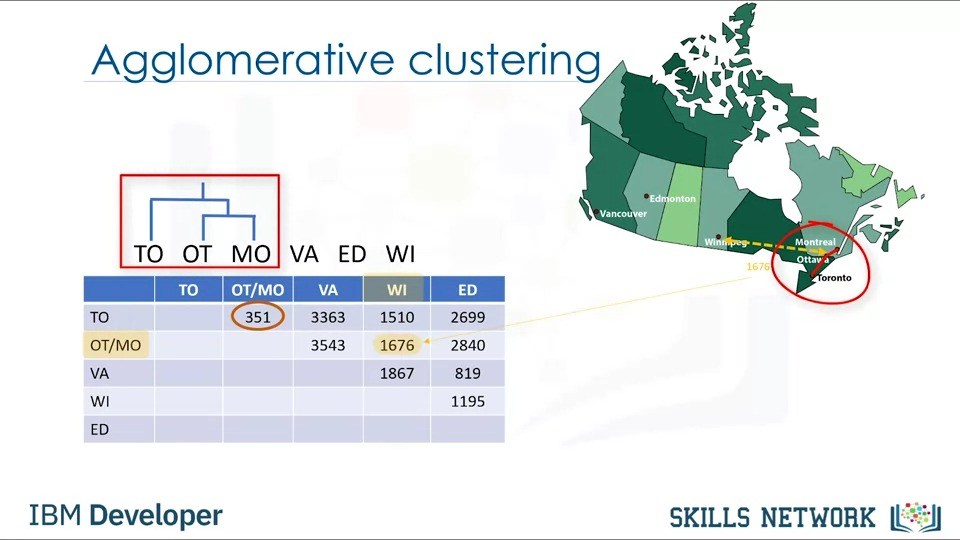 Agglomerative clustering
Edmonton
Vancouver
Winnipeg
Montreal
Ottawa
Toronto
1676
TO OT MO VA ED WI
TO OT/MO VA WI ED
TO 351 3363 1510 2699
OT/MO 3543 1676 2840
VA 1867 819
WI 1195
ED
IBM Developer
SKILLS NETWORK